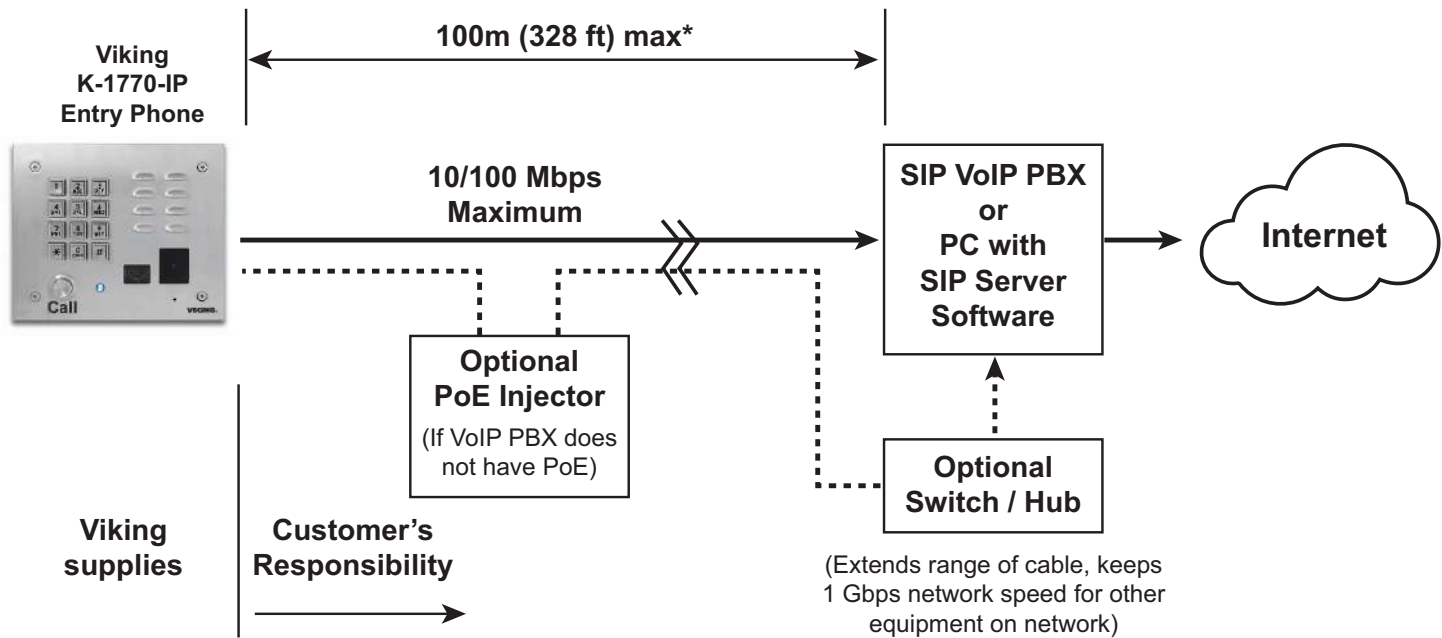 Viking
K-1770-IP
Entry Phone
100m (328 ft) max*
10/100 Mbps
Maximum
Call
VIKING
SIP VoIP PBX
or
PC with
SIP Server
Software
Internet
Optional
PoE Injector
(If VoIP PBX does
not have PoE)
Optional
Switch / Hub
(Extends range of cable, keeps
1 Gbps network speed for other
equipment on network)
Viking
supplies
Customer’s
Responsibility